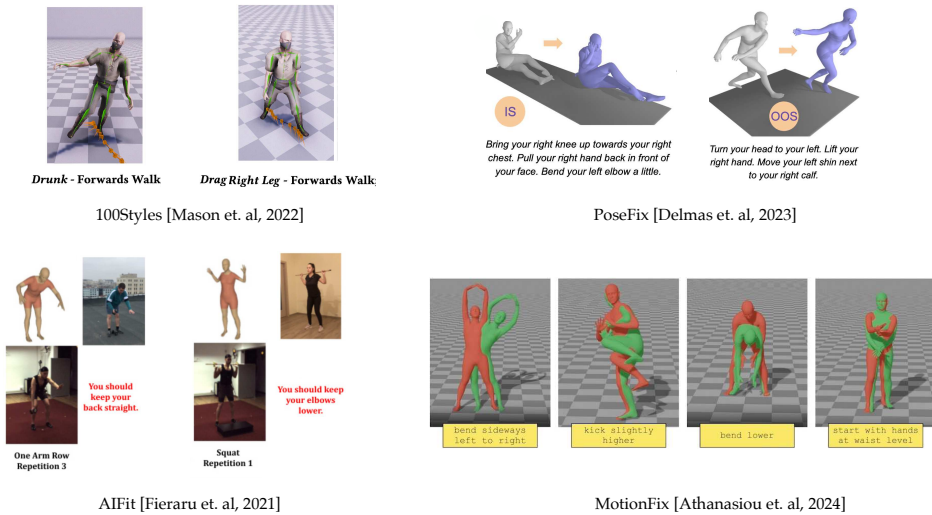 Drunk - Forwards Walk
Drag Right Leg - Forwards Walk;
100Styles [Mason et. al, 2022]
IS
OOS
Bring your right knee up towards your right
chest. Pull your right hand back in front of
your face. Bend your left elbow a little.
Turn your head to your left. Lift your
right hand. Move your left shin next
to your right calf.
PoseFix [Delmas et. al, 2023]
You should
keep your
back straight.
One Arm Row
Repetition 3
You should keep
your elbows
lower.
Squat
Repetition 1
AIFit [Fieraru et. al, 2021]
bend sideways
left to right
kick slightly
higher
bend lower
start with hands
at waist level
MotionFix [Athanasiou et. al, 2024]